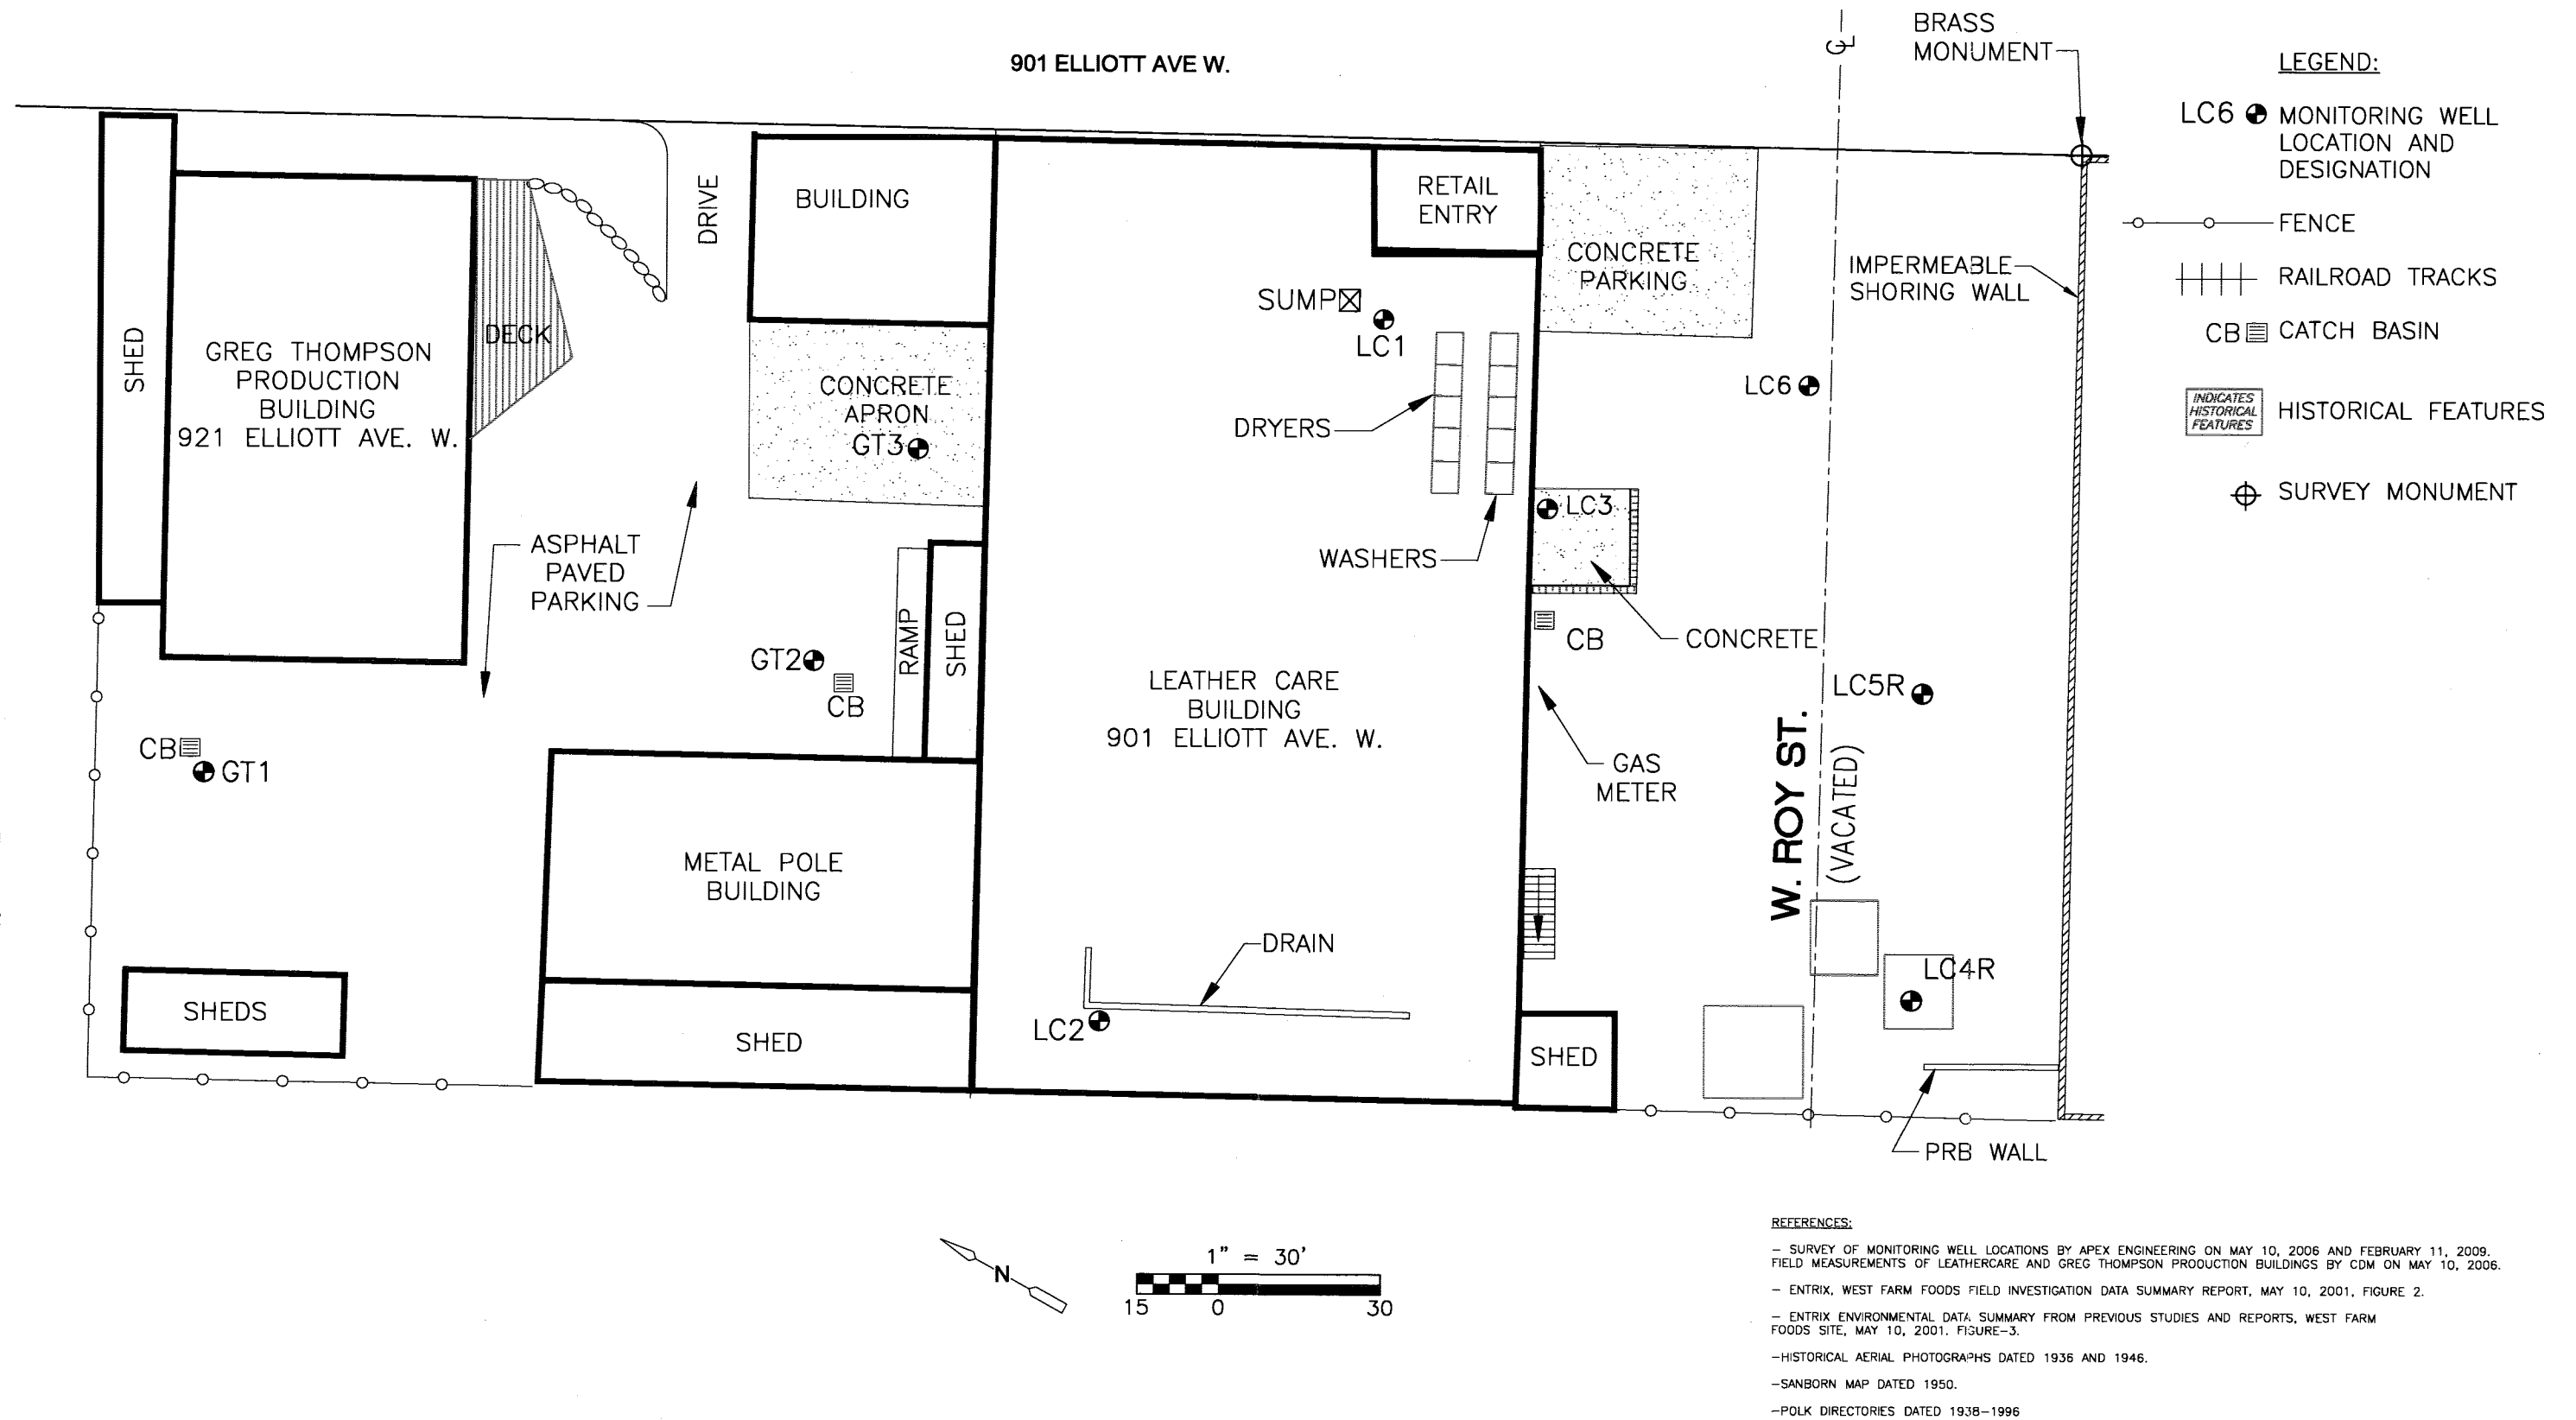 901 ELLIOTT AVE W.
℄
BRASS
MONUMENT
LEGEND:
LC6 MONITORING WELL
LOCATION AND
DESIGNATION
FENCE
RAILROAD TRACKS
CB CATCH BASIN
INDICATES
HISTORICAL
FEATURES
HISTORICAL FEATURES
SURVEY MONUMENT
SHED
GREG THOMPSON
PRODUCTION
BUILDING
921 ELLIOTT AVE. W.
DECK
DRIVE
BUILDING
CONCRETE
APRON
GT3
ASPHALT
PAVED
PARKING
GT2
CB
RAMP
SHED
CB
GT1
METAL POLE
BUILDING
SHEDS
SHED
RETAIL
ENTRY
SUMP
LC1
DRYERS
WASHERS
LEATHER CARE
BUILDING
901 ELLIOTT AVE. W.
DRAIN
LC2
CONCRETE
PARKING
IMPERMEABLE
SHORING WALL
LC6
LC3
CB
CONCRETE
LC5R
GAS
METER
W. ROY ST.
(VACATED)
LC4R
SHED
PRB WALL
N
1" = 30'
15 0 30
REFERENCES:
- SURVEY OF MONITORING WELL LOCATIONS BY APEX ENGINEERING ON MAY 10, 2006 AND FEBRUARY 11, 2009.
FIELD MEASUREMENTS OF LEATHERCARE AND GREG THOMPSON PRODUCTION BUILDINGS BY CDM ON MAY 10, 2006.
- ENTRIX, WEST FARM FOODS FIELD INVESTIGATION DATA SUMMARY REPORT, MAY 10, 2001, FIGURE 2.
- ENTRIX ENVIRONMENTAL DATA SUMMARY FROM PREVIOUS STUDIES AND REPORTS, WEST FARM
FOODS SITE, MAY 10, 2001. FIGURE-3.
-HISTORICAL AERIAL PHOTOGRAPHS DATED 1936 AND 1946.
-SANBORN MAP DATED 1950.
-POLK DIRECTORIES DATED 1938-1996